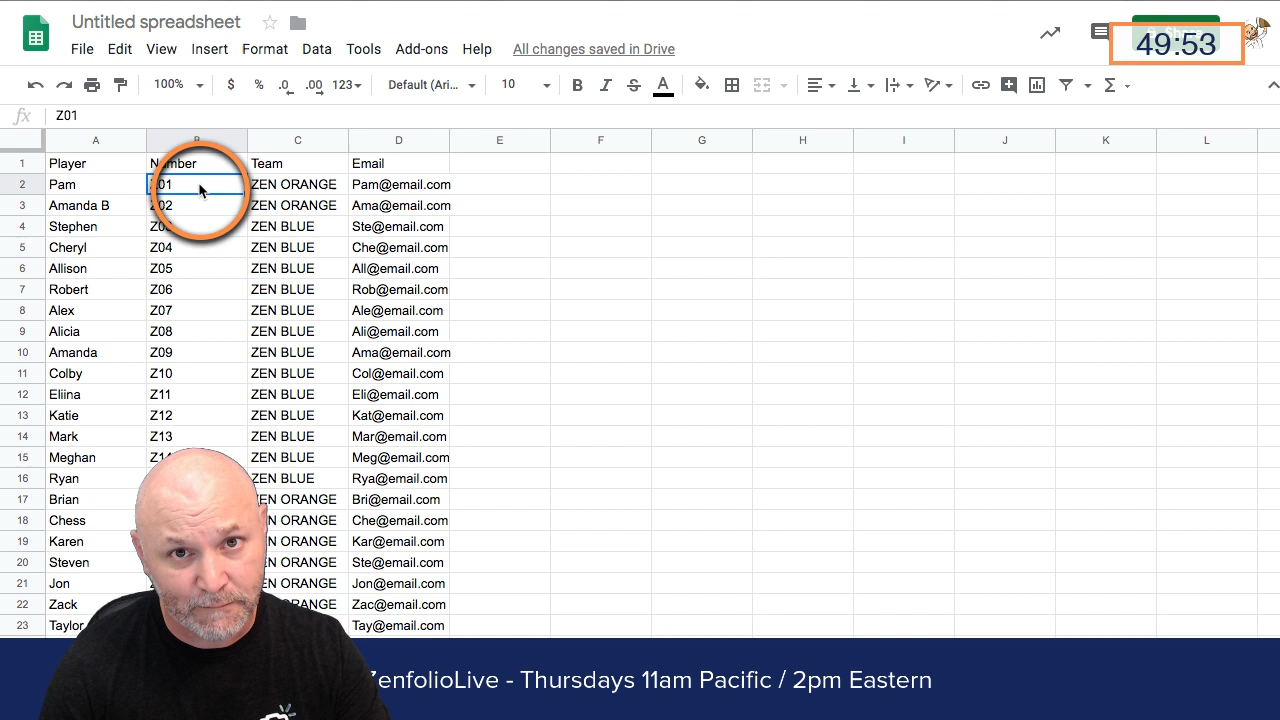 Untitled spreadsheet
File Edit View Insert Format Data Tools Add-ons Help All changes saved in Drive
49:53
100% $ % .0 .00 123 Default (Ari... 10 B I S A Σ
fx Z01
A B C D E F G H I J K L
1 Player Number Team Email
2 Pam Z01 ZEN ORANGE Pam@email.com
3 Amanda B Z02 ZEN ORANGE Ama@email.com
4 Stephen ZEN BLUE Ste@email.com
5 Cheryl Z04 ZEN BLUE Che@email.com
6 Allison Z05 ZEN BLUE All@email.com
7 Robert Z06 ZEN BLUE Rob@email.com
8 Alex Z07 ZEN BLUE Ale@email.com
9 Alicia Z08 ZEN BLUE Ali@email.com
10 Amanda Z09 ZEN BLUE Ama@email.com
11 Colby Z10 ZEN BLUE Col@email.com
12 Eliina Z11 ZEN BLUE Eli@email.com
13 Katie Z12 ZEN BLUE Kat@email.com
14 Mark Z13 ZEN BLUE Mar@email.com
15 Meghan Z14 ZEN BLUE Meg@email.com
16 Ryan ZEN BLUE Rya@email.com
17 Brian ZEN ORANGE Bri@email.com
18 Chess ORANGE Che@email.com
19 Karen ORANGE Kar@email.com
20 Steven ORANGE Ste@email.com
21 Jon ORANGE Jon@email.com
22 Zack ORANGE Zac@email.com
23 Taylor Tay@email.com
ZenfolioLive - Thursdays 11am Pacific / 2pm Eastern